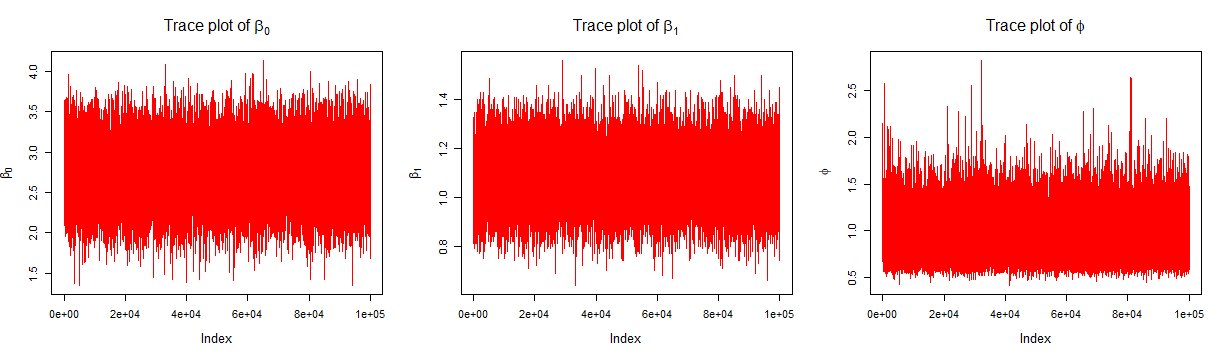 Trace plot of β0
β0
4.0
3.5
3.0
2.5
2.0
1.5
0e+00 2e+04 4e+04 6e+04 8e+04 1e+05
Index
Trace plot of β1
β1
1.4
1.2
1.0
0.8
0e+00 2e+04 4e+04 6e+04 8e+04 1e+05
Index
Trace plot of ϕ
ϕ
2.5
2.0
1.5
1.0
0.5
0e+00 2e+04 4e+04 6e+04 8e+04 1e+05
Index